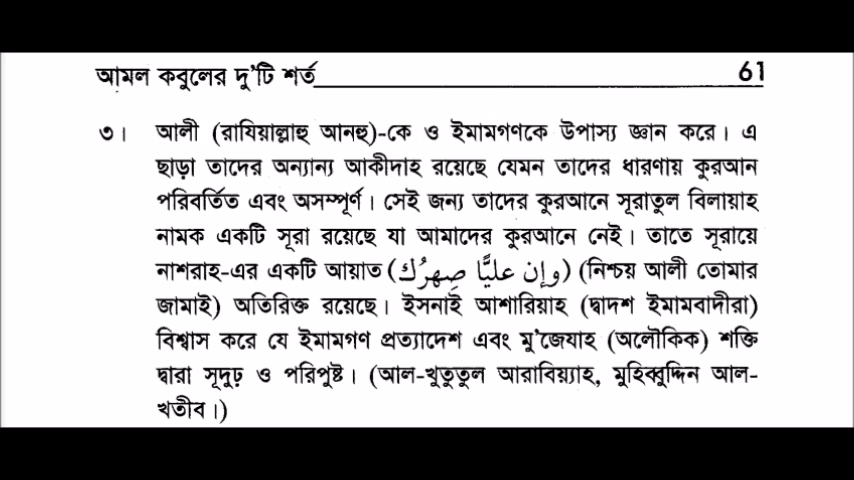 আমল কবুলের দু'টি শর্ত 61
৩। আলী (রাযিয়াল্লাহু আনহু)-কে ও ইমামগণকে উপাস্য জ্ঞান করে। এ
ছাড়া তাদের অন্যান্য আকীদাহ রয়েছে যেমন তাদের ধারণায় কুরআন
পরিবর্তিত এবং অসম্পূর্ণ। সেই জন্য তাদের কুরআনে সূরাতুল বিলায়াহ
নামক একটি সূরা রয়েছে যা আমাদের কুরআনে নেই। তাতে সূরায়ে
নাশরাহ-এর একটি আয়াত (وإن عليًّا صِهرُك) (নিশ্চয় আলী তোমার
জামাই) অতিরিক্ত রয়েছে। ইসনাই আশারিয়াহ (দ্বাদশ ইমামবাদীরা)
বিশ্বাস করে যে ইমামগণ প্রত্যাদেশ এবং মু'জেযাহ (অলৌকিক) শক্তি
দ্বারা সূদুঢ় ও পরিপুষ্ট। (আল-খুতুতুল আরাবিয়্যাহ, মুহিব্বুদ্দিন আল-
খতীব।)